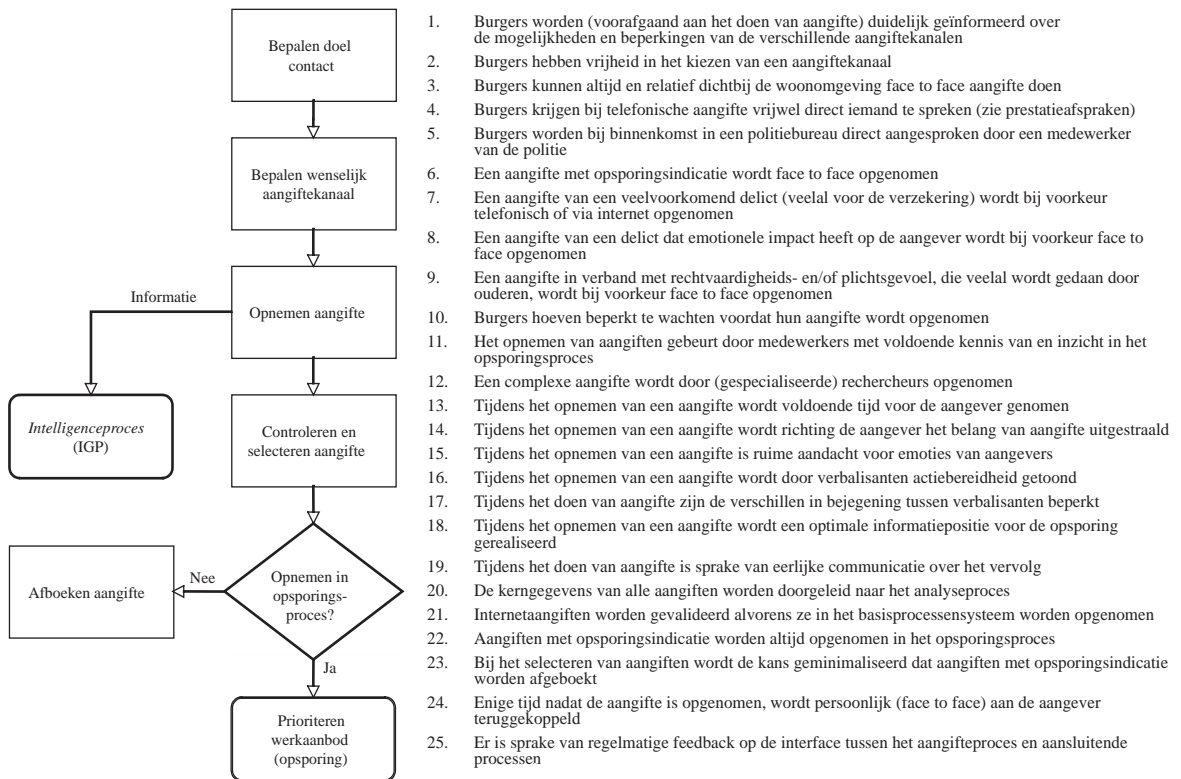 Bepalen doel
contact
Bepalen wenselijk
aangiftekanaal
Informatie
Opnemen aangifte
Intelligenceproces
(IGP)
Controleren en
selecteren aangifte
Afboeken aangifte
Nee
Opnemen in
opsporings-
proces?
Ja
Prioriteren
werkaanbod
(opsporing)
1. Burgers worden (voorafgaand aan het doen van aangifte) duidelijk geïnformeerd over
de mogelijkheden en beperkingen van de verschillende aangiftekanalen
2. Burgers hebben vrijheid in het kiezen van een aangiftekanaal
3. Burgers kunnen altijd en relatief dichtbij de woonomgeving face to face aangifte doen
4. Burgers krijgen bij telefonische aangifte vrijwel direct iemand te spreken (zie prestatieafspraken)
5. Burgers worden bij binnenkomst in een politiebureau direct aangesproken door een medewerker
van de politie
6. Een aangifte met opsporingsindicatie wordt face to face opgenomen
7. Een aangifte van een veelvoorkomend delict (veelal voor de verzekering) wordt bij voorkeur
telefonisch of via internet opgenomen
8. Een aangifte van een delict dat emotionele impact heeft op de aangever wordt bij voorkeur face to
face opgenomen
9. Een aangifte in verband met rechtvaardigheids- en/of plichtsgevoel, die veelal wordt gedaan door
ouderen, wordt bij voorkeur face to face opgenomen
10. Burgers hoeven beperkt te wachten voordat hun aangifte wordt opgenomen
11. Het opnemen van aangiften gebeurt door medewerkers met voldoende kennis van en inzicht in het
opsporingsproces
12. Een complexe aangifte wordt door (gespecialiseerde) rechercheurs opgenomen
13. Tijdens het opnemen van een aangifte wordt voldoende tijd voor de aangever genomen
14. Tijdens het opnemen van een aangifte wordt richting de aangever het belang van aangifte uitgestraald
15. Tijdens het opnemen van een aangifte is ruime aandacht voor emoties van aangevers
16. Tijdens het opnemen van een aangifte wordt door verbalisanten actiebereidheid getoond
17. Tijdens het doen van aangifte zijn de verschillen in bejegening tussen verbalisanten beperkt
18. Tijdens het opnemen van een aangifte wordt een optimale informatiepositie voor de opsporing
gerealiseerd
19. Tijdens het doen van aangifte is sprake van eerlijke communicatie over het vervolg
20. De kerngegevens van alle aangiften worden doorgeleid naar het analyseproces
21. Internetaangiften worden gevalideerd alvorens ze in het basisprocessensysteem worden opgenomen
22. Aangiften met opsporingsindicatie worden altijd opgenomen in het opsporingsproces
23. Bij het selecteren van aangiften wordt de kans geminimaliseerd dat aangiften met opsporingsindicatie
worden afgeboekt
24. Enige tijd nadat de aangifte is opgenomen, wordt persoonlijk (face to face) aan de aangever
teruggekoppeld
25. Er is sprake van regelmatige feedback op de interface tussen het aangifteproces en aansluitende
processen